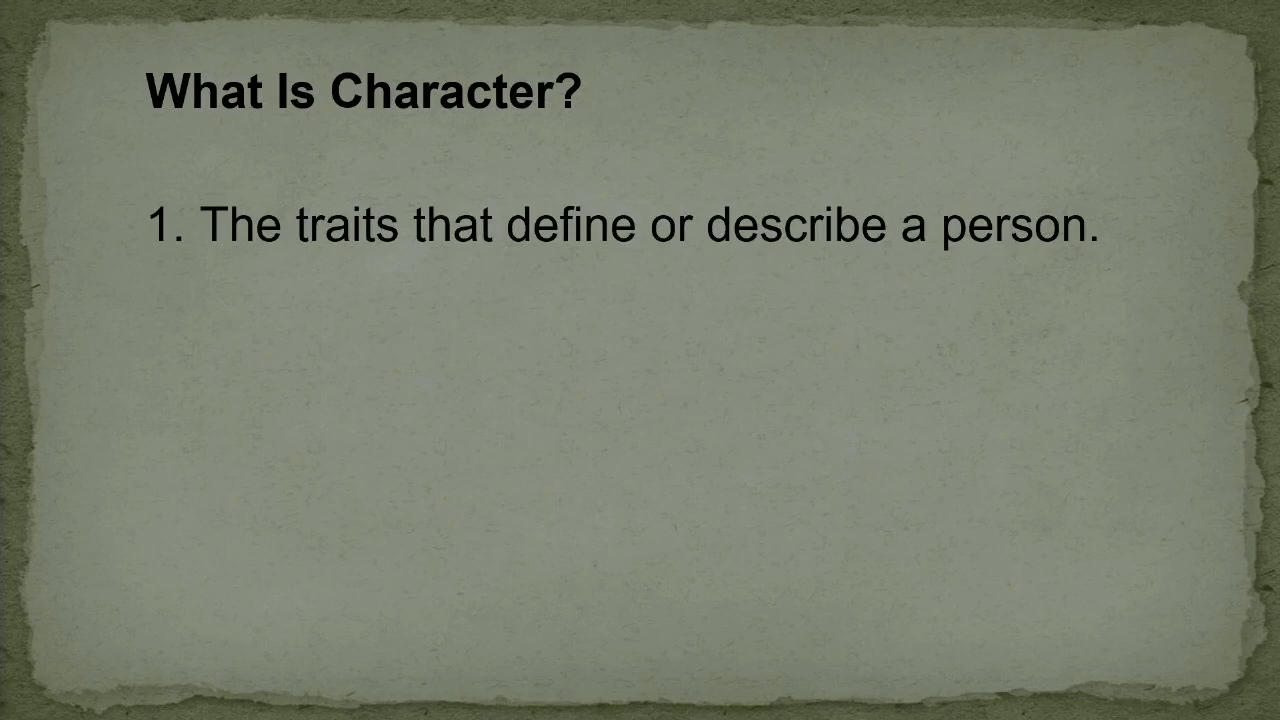 What Is Character?
1. The traits that define or describe a person.